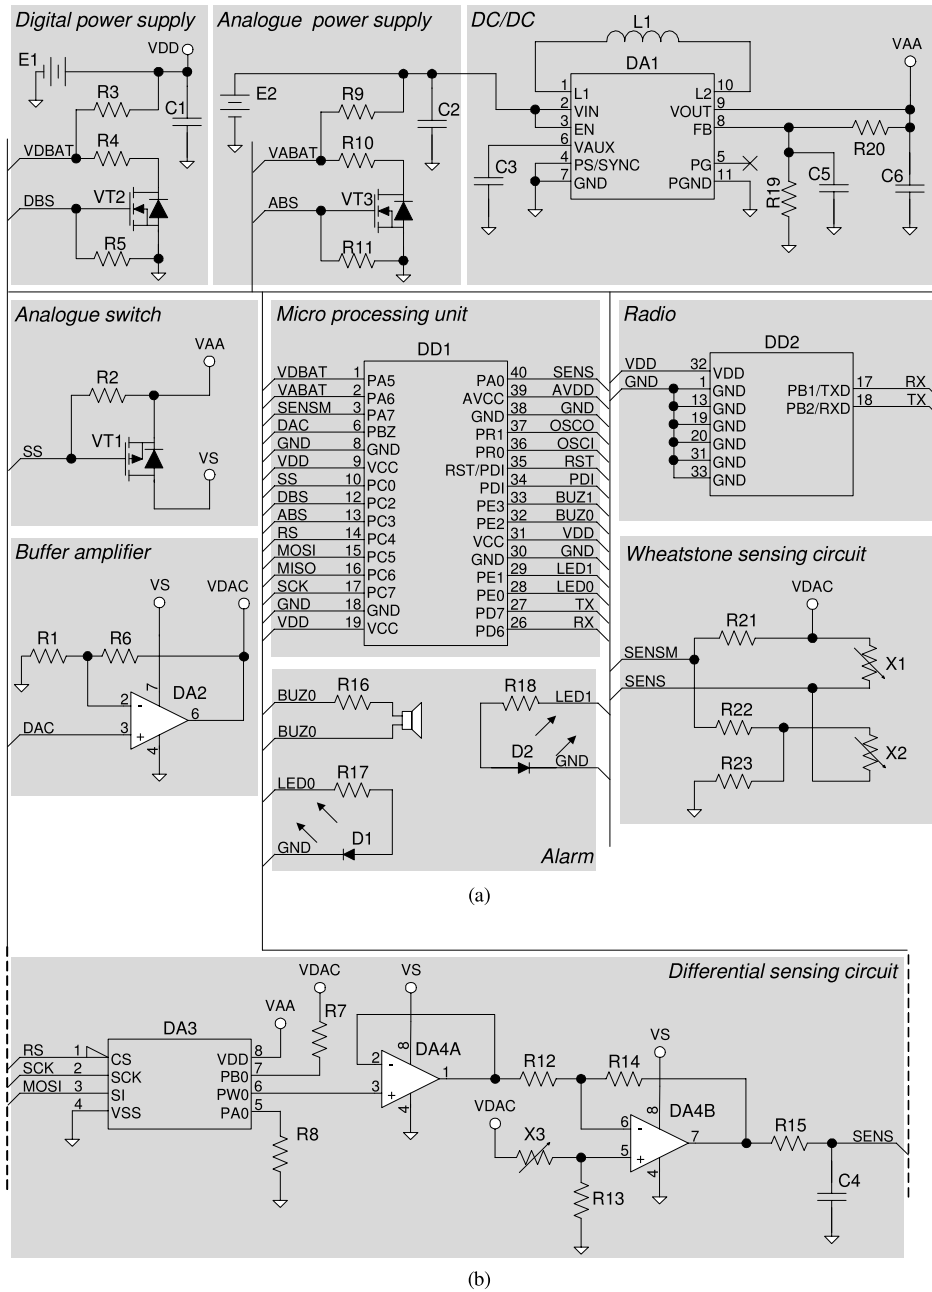 Digital power supply
VDD
E1
R3
C1
VDBAT
R4
DBS
VT2
R5
Analogue power supply
E2
R9
C2
VABAT
R10
ABS
VT3
R11
DC/DC
L1
DA1
VAA
1 L1
L2 10
2 VIN
VOUT 9
3 EN
FB 8
6 VAUX
4 PS/SYNC
PG 5
7 GND
PGND 11
C3
R20
R19
C5
C6
Analogue switch
VAA
R2
VT1
SS
VS
Buffer amplifier
VS
VDAC
R1
R6
2
-
7
DA2
6
DAC
3
+
4
Micro processing unit
DD1
VDBAT 1 PA5
PA0 40 SENS
VABAT 2 PA6
AVCC 39 AVDD
SENSM 3 PA7
GND 38 GND
DAC 6 PBZ
PR1 37 OSCO
GND 8 GND
PR0 36 OSCI
VDD 9 VCC
RST/PDI 35 RST
SS 10 PC0
PDI 34 PDI
DBS 12 PC2
PE3 33 BUZ1
ABS 13 PC3
PE2 32 BUZ0
RS 14 PC4
VCC 31 VDD
MOSI 15 PC5
GND 30 GND
MISO 16 PC6
PE1 29 LED1
SCK 17 PC7
PE0 28 LED0
GND 18 GND
PD7 27 TX
VDD 19 VCC
PD6 26 RX
BUZ0
R16
BUZ0
LED0
R17
GND
D1
R18
LED1
D2
GND
Alarm
Radio
DD2
VDD 32 VDD
GND 1 GND
PB1/TXD 17 RX
13 GND
PB2/RXD 18 TX
19 GND
20 GND
31 GND
33 GND
Wheatstone sensing circuit
VDAC
R21
SENSM
X1
SENS
R22
X2
R23
(a)
Differential sensing circuit
DA3
RS 1 CS
SCK 2 SCK
MOSI 3 SI
4 VSS
VDD 8
PB0 7
PW0 6
PA0 5
VAA
VDAC
R7
R8
VS
2
-
8
DA4A
1
3
+
4
R12
R14
VDAC
X3
R13
VS
6
-
8
DA4B
7
5
+
4
R15
SENS
C4
(b)